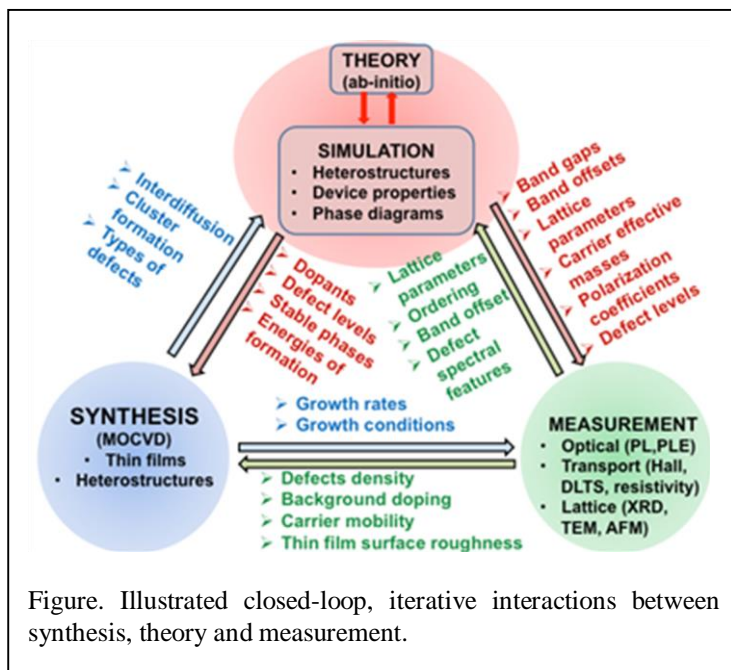 THEORY
(ab-initio)
SIMULATION
• Heterostructures
• Device properties
• Phase diagrams
➢ Interdiffusion
➢ Cluster
formation
➢ Types of
defects
➢ Dopants
➢ Defect levels
➢ Stable phases
➢ Energies of
formation
➢ Lattice
parameters
➢ Ordering
➢ Band offset
➢ Defect
spectral
features
➢ Band gaps
➢ Band offsets
➢ Lattice
parameters
➢ Carrier effective
masses
➢ Polarization
coefficients
➢ Defect levels
SYNTHESIS
(MOCVD)
• Thin films
• Heterostructures
➢ Growth rates
➢ Growth conditions
➢ Defects density
➢ Background doping
➢ Carrier mobility
➢ Thin film surface roughness
MEASUREMENT
• Optical (PL,PLE)
• Transport (Hall,
DLTS, resistivity)
• Lattice (XRD,
TEM, AFM)
Figure. Illustrated closed-loop, iterative interactions between
synthesis, theory and measurement.